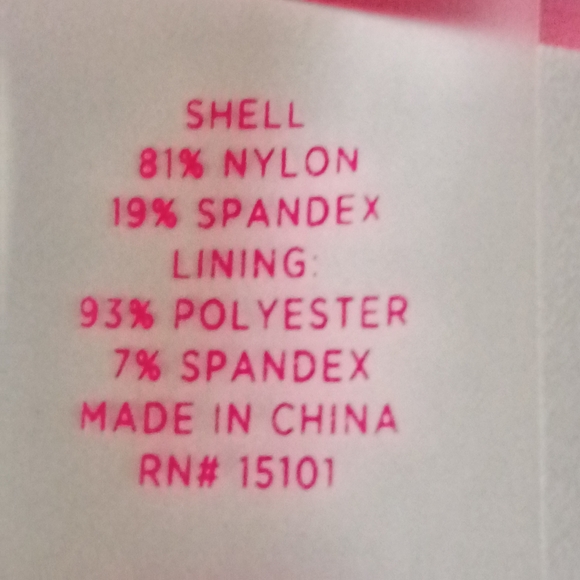 SHELL
81% NYLON
19% SPANDEX
LINING:
93% POLYESTER
7% SPANDEX
MADE IN CHINA
RN# 15101